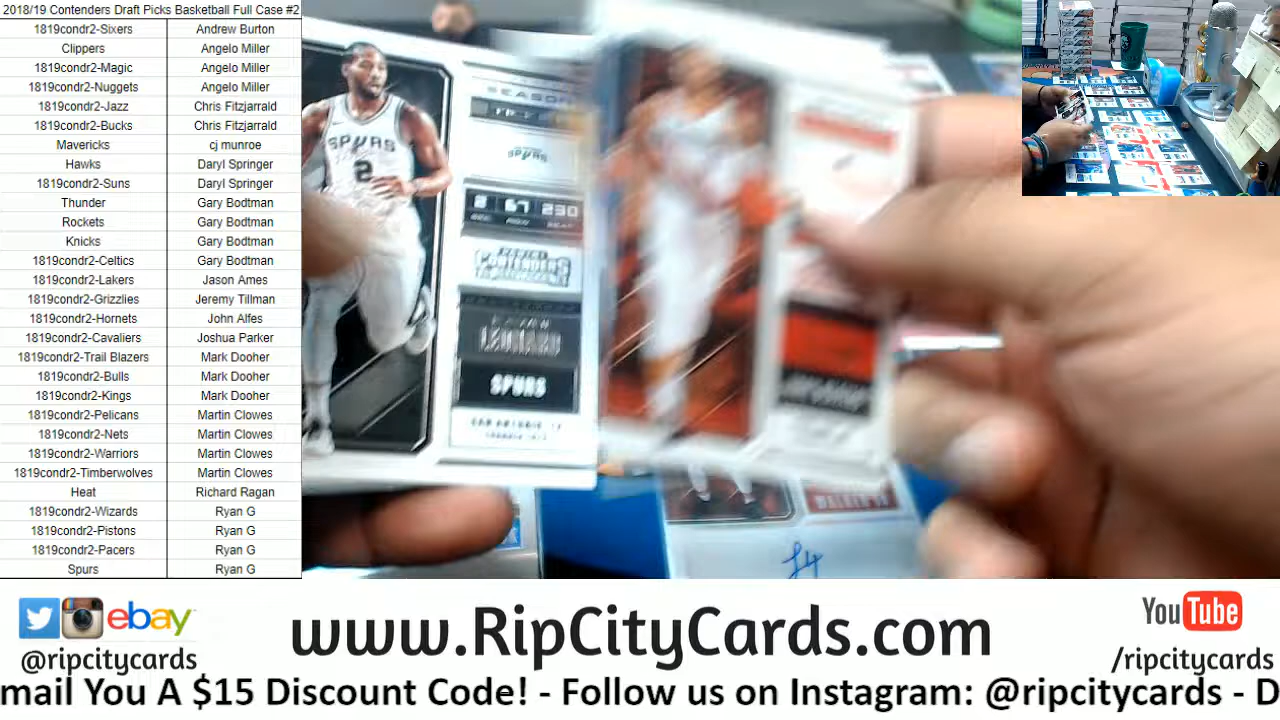 2018/19 Contenders Draft Picks Basketball Full Case #2
1819condr2-Sixers Andrew Burton
Clippers Angelo Miller
1819condr2-Magic Angelo Miller
1819condr2-Nuggets Angelo Miller
1819condr2-Jazz Chris Fitzjarrald
1819condr2-Bucks Chris Fitzjarrald
Mavericks cj munroe
Hawks Daryl Springer
1819condr2-Suns Daryl Springer
Thunder Gary Bodtman
Rockets Gary Bodtman
Knicks Gary Bodtman
1819condr2-Celtics Gary Bodtman
1819condr2-Lakers Jason Ames
1819condr2-Grizzlies Jeremy Tillman
1819condr2-Hornets John Alfes
1819condr2-Cavaliers Joshua Parker
1819condr2-Trail Blazers Mark Dooher
1819condr2-Bulls Mark Dooher
1819condr2-Kings Mark Dooher
1819condr2-Pelicans Martin Clowes
1819condr2-Nets Martin Clowes
1819condr2-Warriors Martin Clowes
1819condr2-Timberwolves Martin Clowes
Heat Richard Ragan
1819condr2-Wizards Ryan G
1819condr2-Pistons Ryan G
1819condr2-Pacers Ryan G
Spurs Ryan G
SPURS
2
SEASON
SPURS
2 6'7 230
CONTENDERS
LEONARD
SPURS
ebay
@ripcitycards
www.RipCityCards.com
YouTube
/ripcitycards
mail You A $15 Discount Code! - Follow us on Instagram: @ripcitycards - D